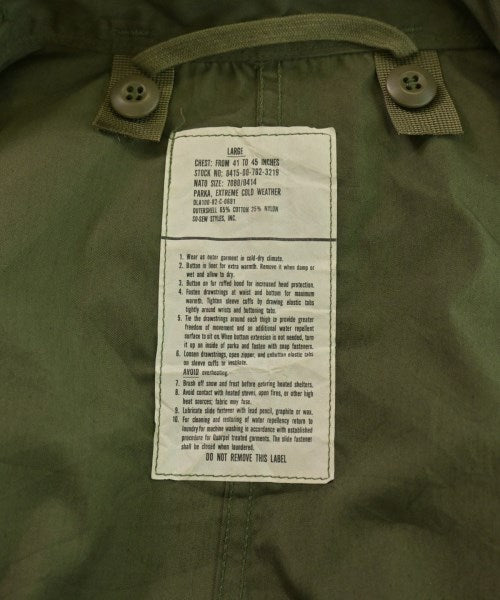 LARGE
CHEST: FROM 41 TO 45 INCHES
STOCK NO: 8415-00-782-3219
NATO SIZE: 7080/0414
PARKA, EXTREME COLD WEATHER
DLA100-82-C-0691
OUTERSHELL 65% COTTON 35% NYLON
SO-SEW STYLES, INC.
1. Wear as outer garment in cold-dry climate.
2. Button in liner for extra warmth. Remove it when damp or
wet and allow to dry.
3. Button on fur ruffed hood for increased head protection.
4. Fasten drawstrings at waist and bottom for maximum
warmth. Tighten sleeve cuffs by drawing elastic tabs
tightly around wrists and buttoning tabs.
5. Tie the drawstrings around each thigh to provide greater
freedom of movement and an additional water repellent
surface to sit on. When bottom extension is not needed, turn
it up on inside of parka and fasten with snap fasteners.
6. Loosen drawstrings, open zipper, and unbutton elastic tabs
on sleeve cuffs to ventilate.
AVOID overheating.
7. Brush off snow and frost before entering heated shelters.
8. Avoid contact with heated stoves, open fires, or other high
heat sources; fabric may fuse.
9. Lubricate slide fastener with lead pencil, graphite or wax.
10. For cleaning and restoring of water repellency return to
laundry for machine washing in accordance with established
procedure for Quarpel treated garments. The slide fastener
shall be closed when laundered.
DO NOT REMOVE THIS LABEL